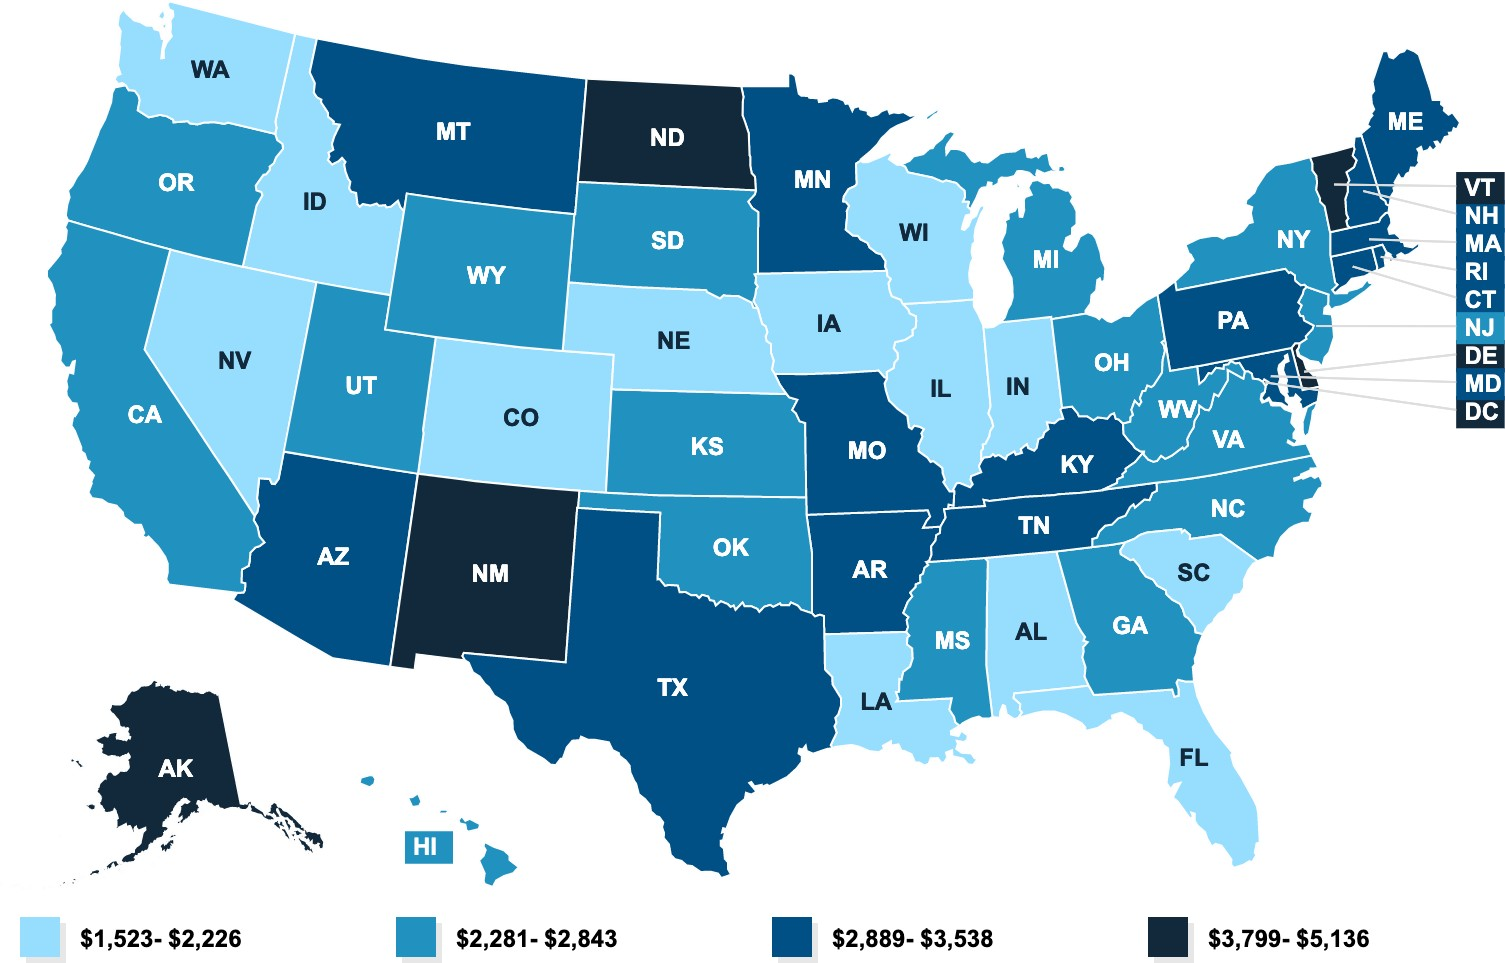 WA
MT
ND
MN
ME
OR
ID
SD
WI
MI
NY
VT
NH
MA
RI
CT
NJ
DE
MD
DC
WY
NE
IA
PA
NV
UT
CO
IL
IN
OH
WV
VA
CA
KS
MO
KY
NC
AZ
NM
OK
AR
TN
SC
MS
AL
GA
TX
LA
FL
AK
HI
$1,523- $2,226
$2,281- $2,843
$2,889- $3,538
$3,799- $5,136